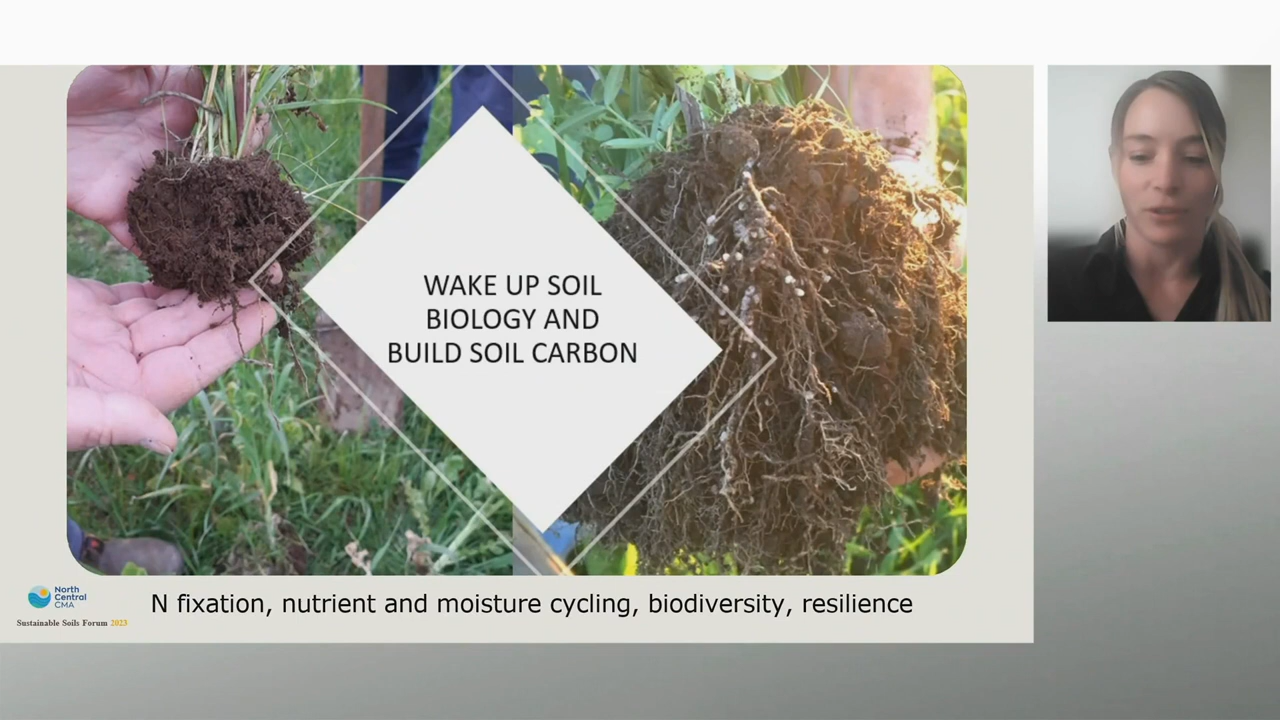 WAKE UP SOIL
BIOLOGY AND
BUILD SOIL CARBON
North
Central
CMA
Sustainable Soils Forum 2023
N fixation, nutrient and moisture cycling, biodiversity, resilience